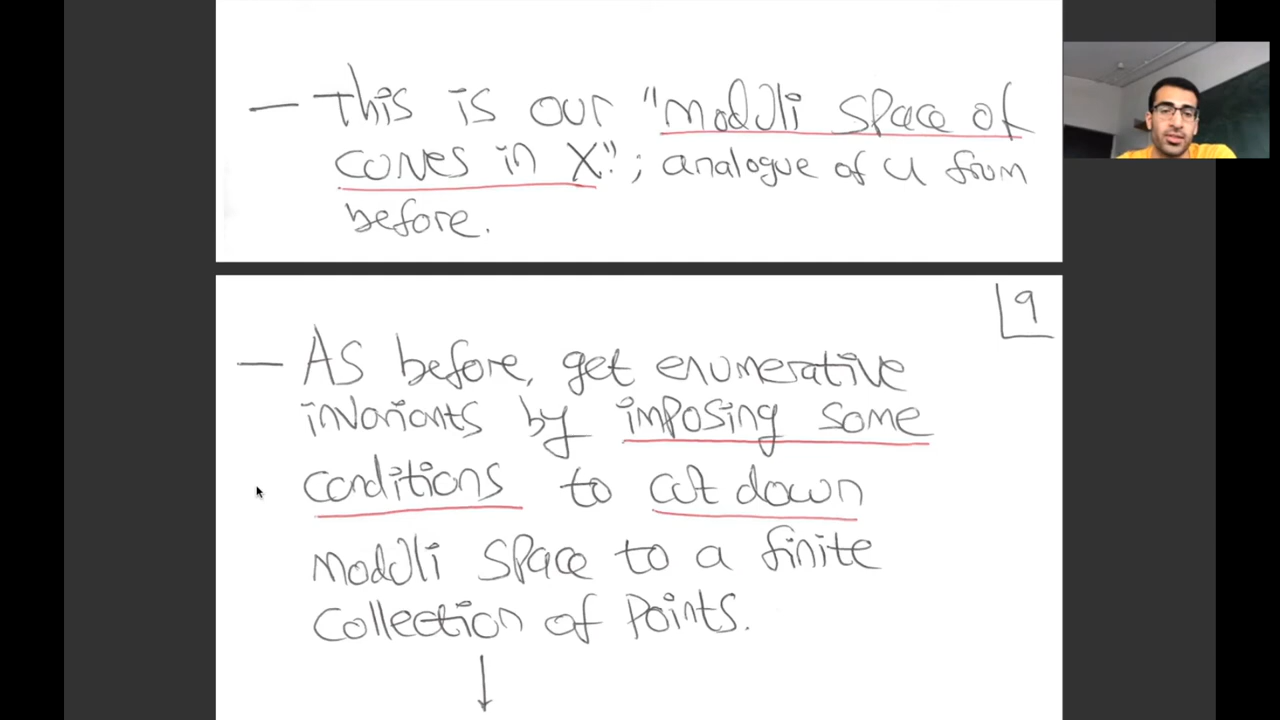 — This is our "moduli space of
curves in X"; analogue of U from
before.
9
— As before, get enumerative
invariants by imposing some
conditions to cut down
moduli space to a finite
collection of points.